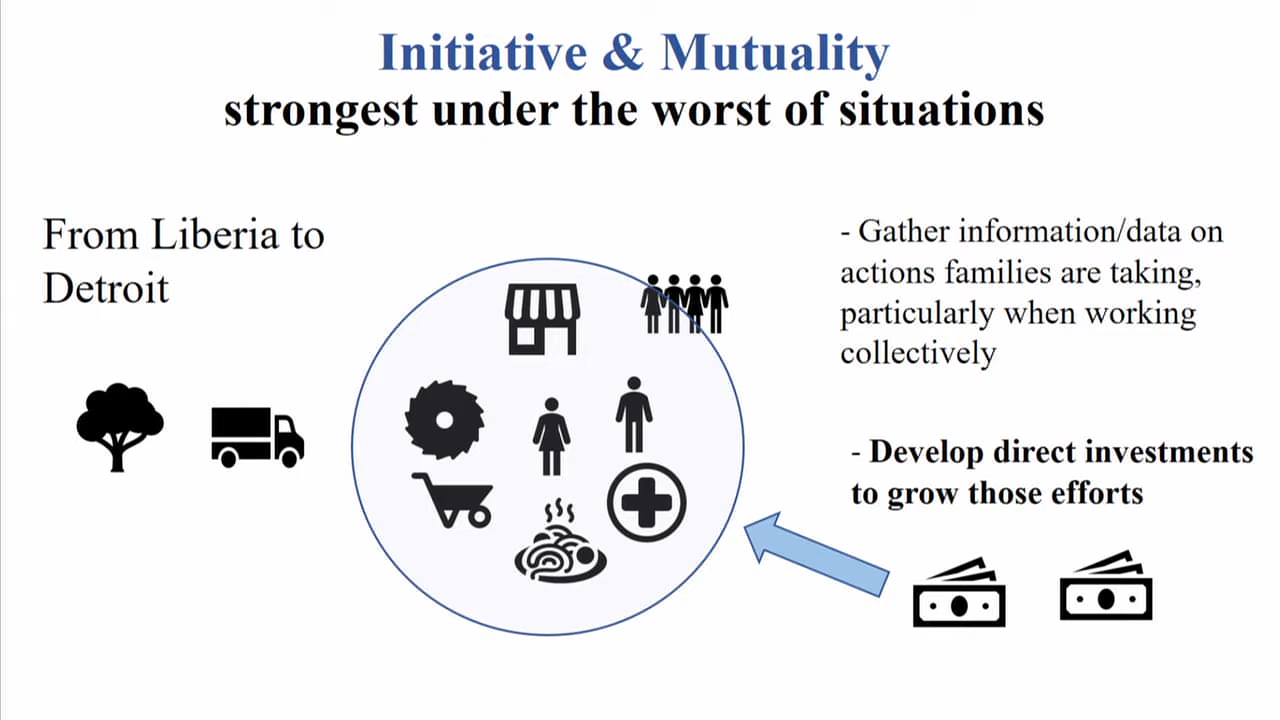 Initiative & Mutuality
strongest under the worst of situations
From Liberia to
Detroit
- Gather information/data on
actions families are taking,
particularly when working
collectively
- Develop direct investments
to grow those efforts